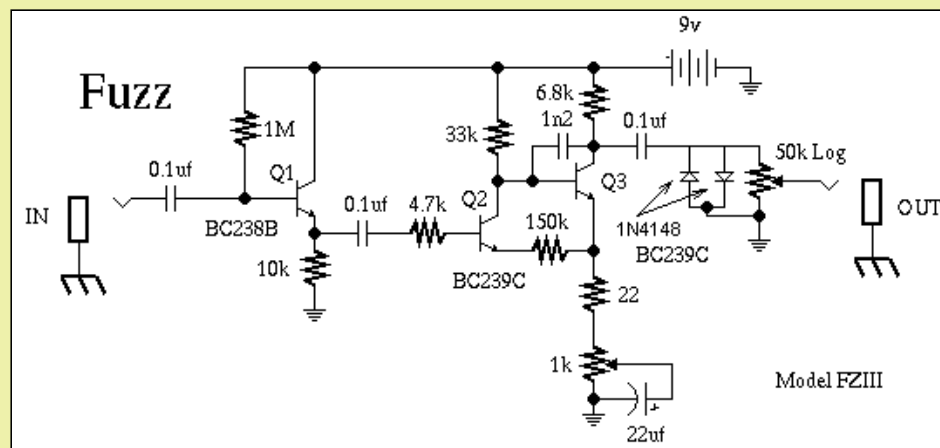 9v
Fuzz
6.8k
1n2
0.1uf
1M
33k
50k Log
0.1uf
Q1
Q2
Q3
0.1uf
4.7k
IN
BC238B
150k
1N4148
OUT
BC239C
10k
BC239C
22
1k
Model FZIII
22uf
+